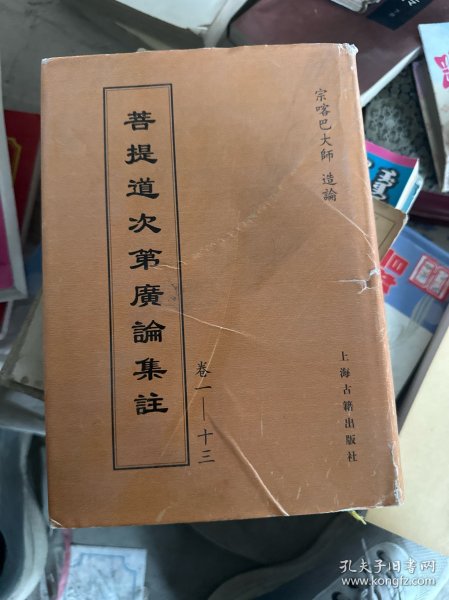 菩提道次第廣論集註
卷一—十三
宗喀巴大師 造論
上海古籍出版社
孔夫子旧书网
www.kongfz.com